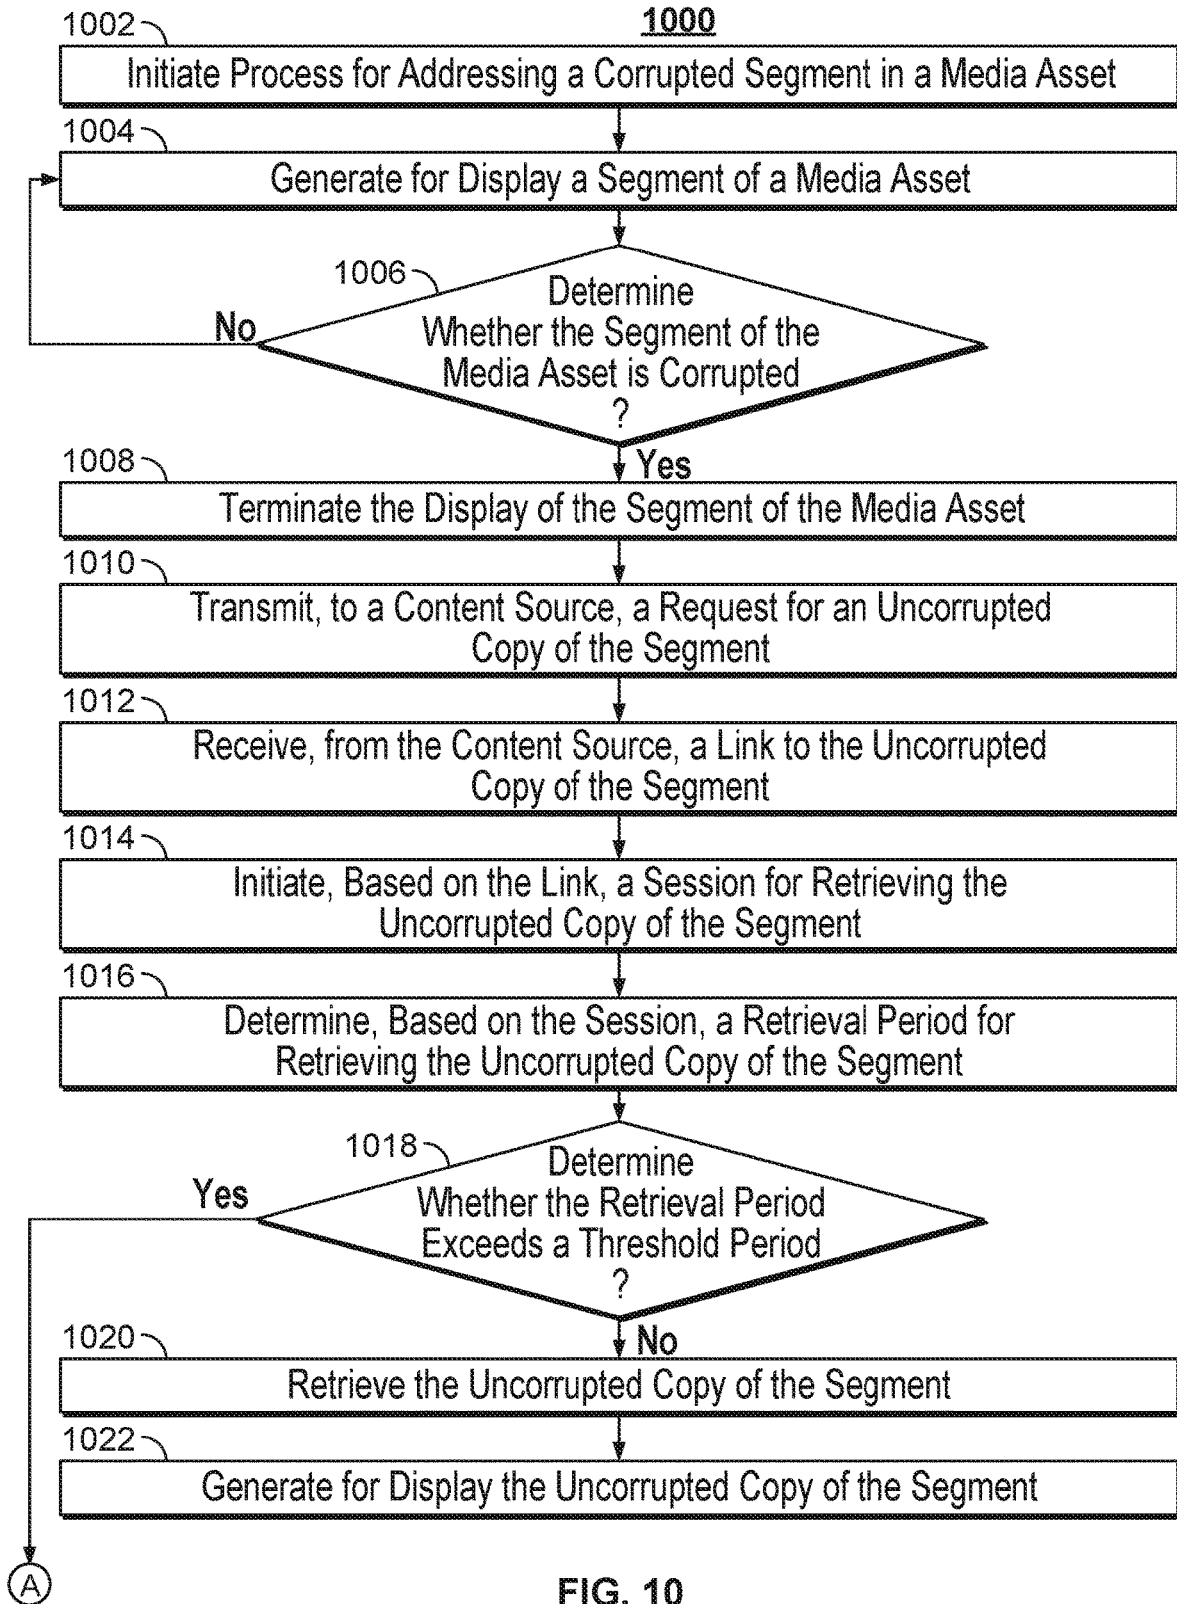 1000
1002
Initiate Process for Addressing a Corrupted Segment in a Media Asset
1004
Generate for Display a Segment of a Media Asset
1006
Determine
Whether the Segment of the
Media Asset is Corrupted
?
No
Yes
1008
Terminate the Display of the Segment of the Media Asset
1010
Transmit, to a Content Source, a Request for an Uncorrupted
Copy of the Segment
1012
Receive, from the Content Source, a Link to the Uncorrupted
Copy of the Segment
1014
Initiate, Based on the Link, a Session for Retrieving the
Uncorrupted Copy of the Segment
1016
Determine, Based on the Session, a Retrieval Period for
Retrieving the Uncorrupted Copy of the Segment
1018
Determine
Whether the Retrieval Period
Exceeds a Threshold Period
?
Yes
No
1020
Retrieve the Uncorrupted Copy of the Segment
1022
Generate for Display the Uncorrupted Copy of the Segment
A
FIG. 10